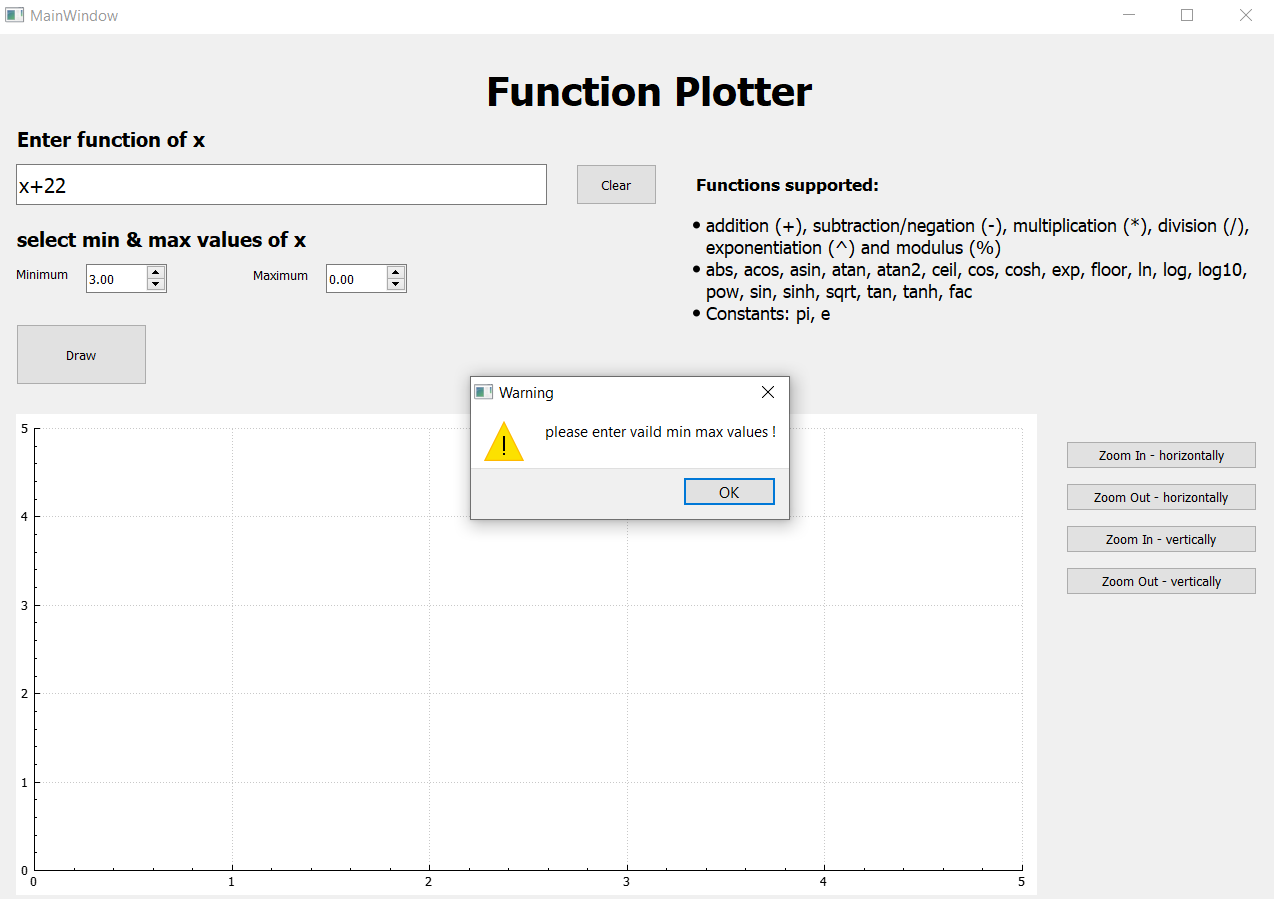 MainWindow
Function Plotter
Enter function of x
x+22
Clear
Functions supported:
addition (+), subtraction/negation (-), multiplication (*), division (/),
exponentiation (^) and modulus (%)
abs, acos, asin, atan, atan2, ceil, cos, cosh, exp, floor, ln, log, log10,
pow, sin, sinh, sqrt, tan, tanh, fac
Constants: pi, e
select min & max values of x
Minimum
3.00
Maximum
0.00
Draw
Warning
please enter vaild min max values !
OK
5
4
3
2
1
0
0 1 2 3 4 5
Zoom In - horizontally
Zoom Out - horizontally
Zoom In - vertically
Zoom Out - vertically